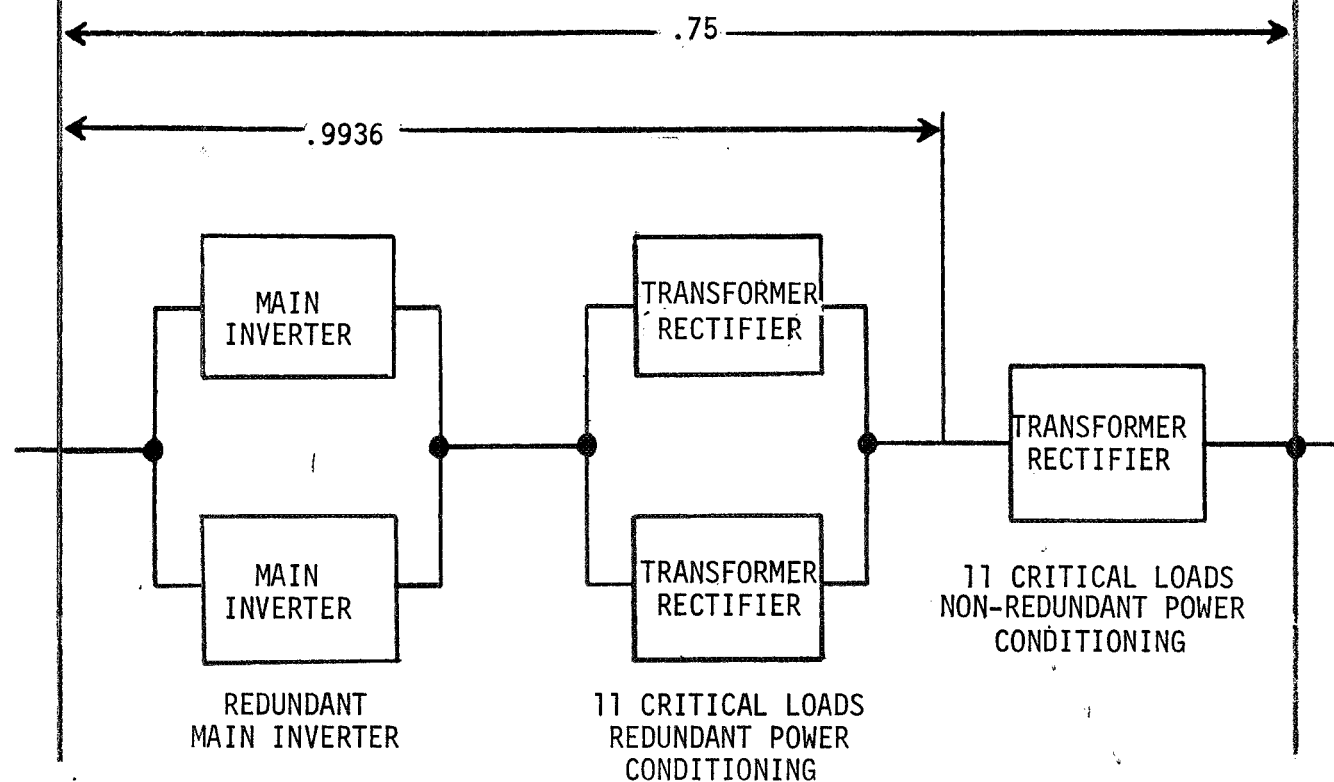 .75
.9936
MAIN
INVERTER
TRANSFORMER
RECTIFIER
TRANSFORMER
RECTIFIER
MAIN
INVERTER
TRANSFORMER
RECTIFIER
11 CRITICAL LOADS
NON-REDUNDANT POWER
CONDITIONING
REDUNDANT
MAIN INVERTER
11 CRITICAL LOADS
REDUNDANT POWER
CONDITIONING